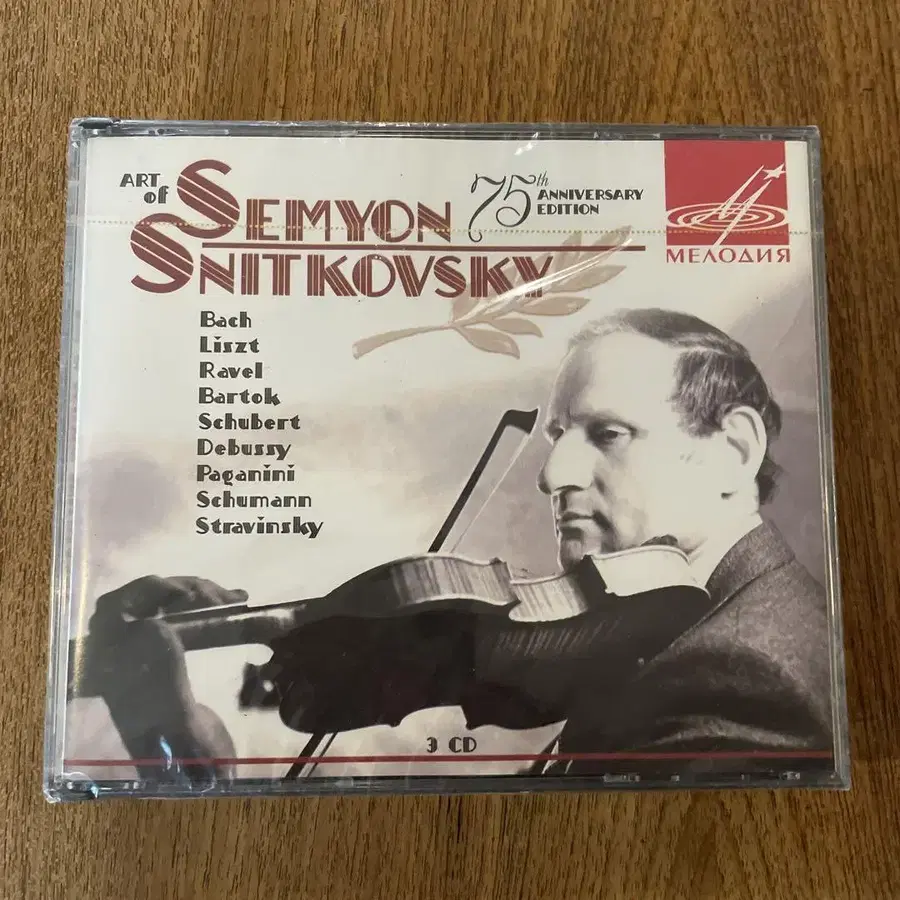 ART
of
SEMYON
SNITKOVSKY
75th
ANNIVERSARY
EDITION
МЕЛОДИЯ
Bach
Liszt
Ravel
Bartok
Schubert
Debussy
Paganini
Schumann
Stravinsky
3 CD